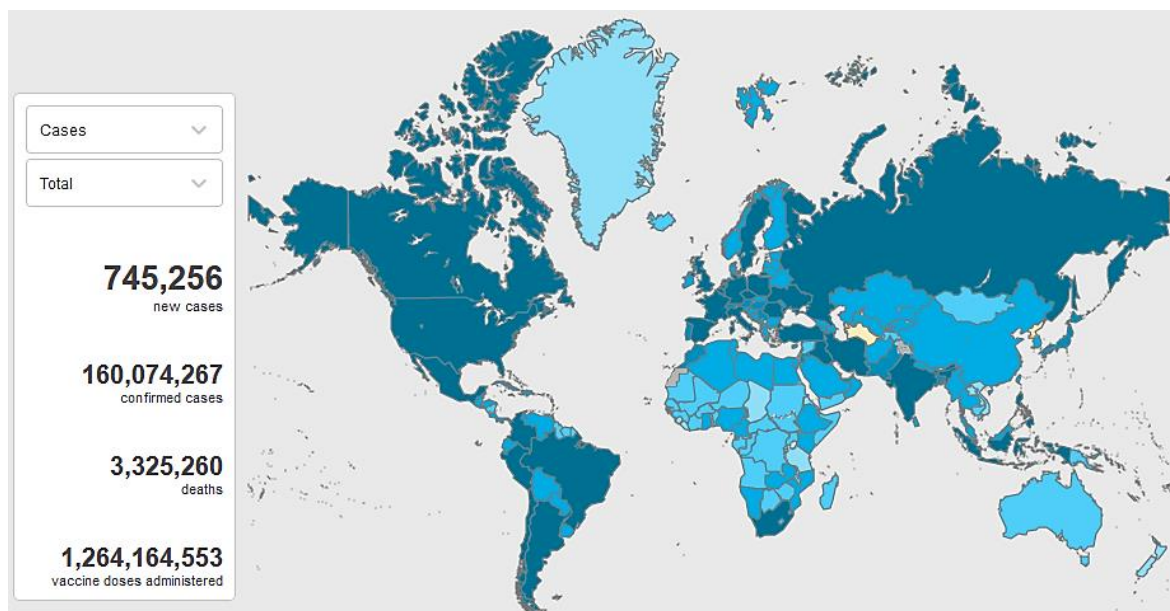 Cases
Total
745,256
new cases
160,074,267
confirmed cases
3,325,260
deaths
1,264,164,553
vaccine doses administered